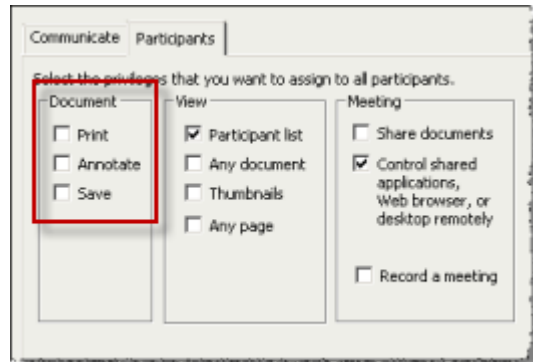 Communicate Participants
Select the privileges that you want to assign to all participants.
Document
Print
Annotate
Save
View
Participant list
Any document
Thumbnails
Any page
Meeting
Share documents
Control shared
applications,
Web browser, or
desktop remotely
Record a meeting